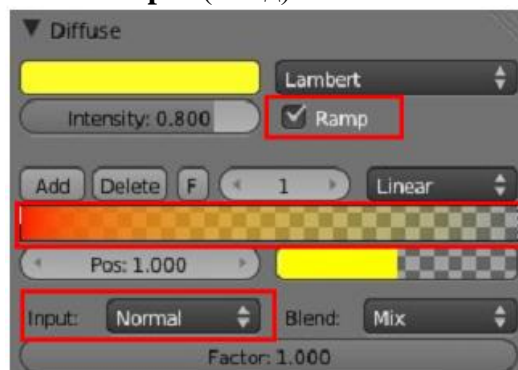 Diffuse
Lambert
Intensity: 0.800 Ramp
Add Delete F 1 Linear
Pos: 1.000
Input: Normal Blend: Mix
Factor: 1.000